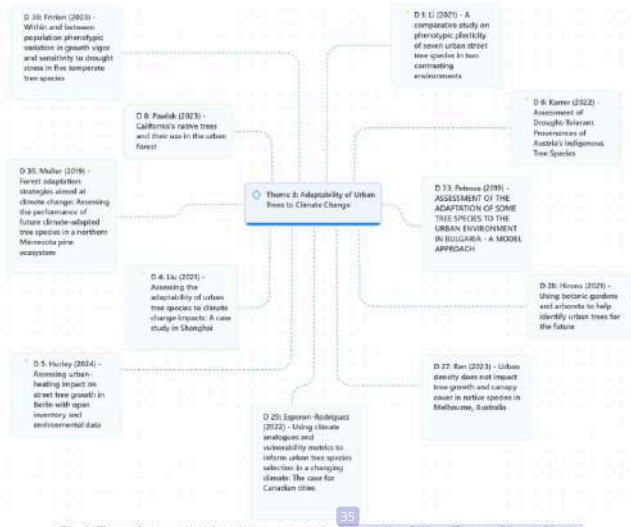 D 30: Fririon (2023) -
Within and between
population phenotypic
variation in growth vigor
and sensitivity to drought
stress in five temperate
tree species
D 1: Li (2021) - A
comparative study on
phenotypic plasticity
of seven urban street
tree species in two
contrasting
environments
D 6: Karrer (2022) -
Assessment of
Drought-Tolerant
Provenances of
Austria's Indigenous
Tree Species
D 8: Pawlak (2023) -
California's native trees
and their use in the urban
forest
D 35: Muller (2019) -
Forest adaptation
strategies aimed at
climate change: Assessing
the performance of
future climate-adapted
tree species in a northern
Minnesota pine
ecosystem
Theme 3: Adaptability of Urban
Trees to Climate Change
D 13: Petrova (2015) -
ASSESSMENT OF THE
ADAPTATION OF SOME
TREE SPECIES TO THE
URBAN ENVIRONMENT
IN BULGARIA - A MODEL
APPROACH
D 4: Liu (2021) -
Assessing the
adaptability of urban
tree species to climate
change impacts: A case
study in Shanghai
D 28: Hirons (2021) -
Using botanic gardens
and arboreta to help
identify urban trees for
the future
D 5: Hurley (2024) -
Assessing urban-
heating impact on
street tree growth in
Berlin with open
inventory and
environmental data
D 27: Ren (2023) - Urban
density does not impact
tree growth and canopy
cover in native species in
Melbourne, Australia
D 29: Esperon-Rodriguez
(2022) - Using climate
analogues and
vulnerability metrics to
inform urban tree species
selection in a changing
climate: The case for
Canadian cities
35